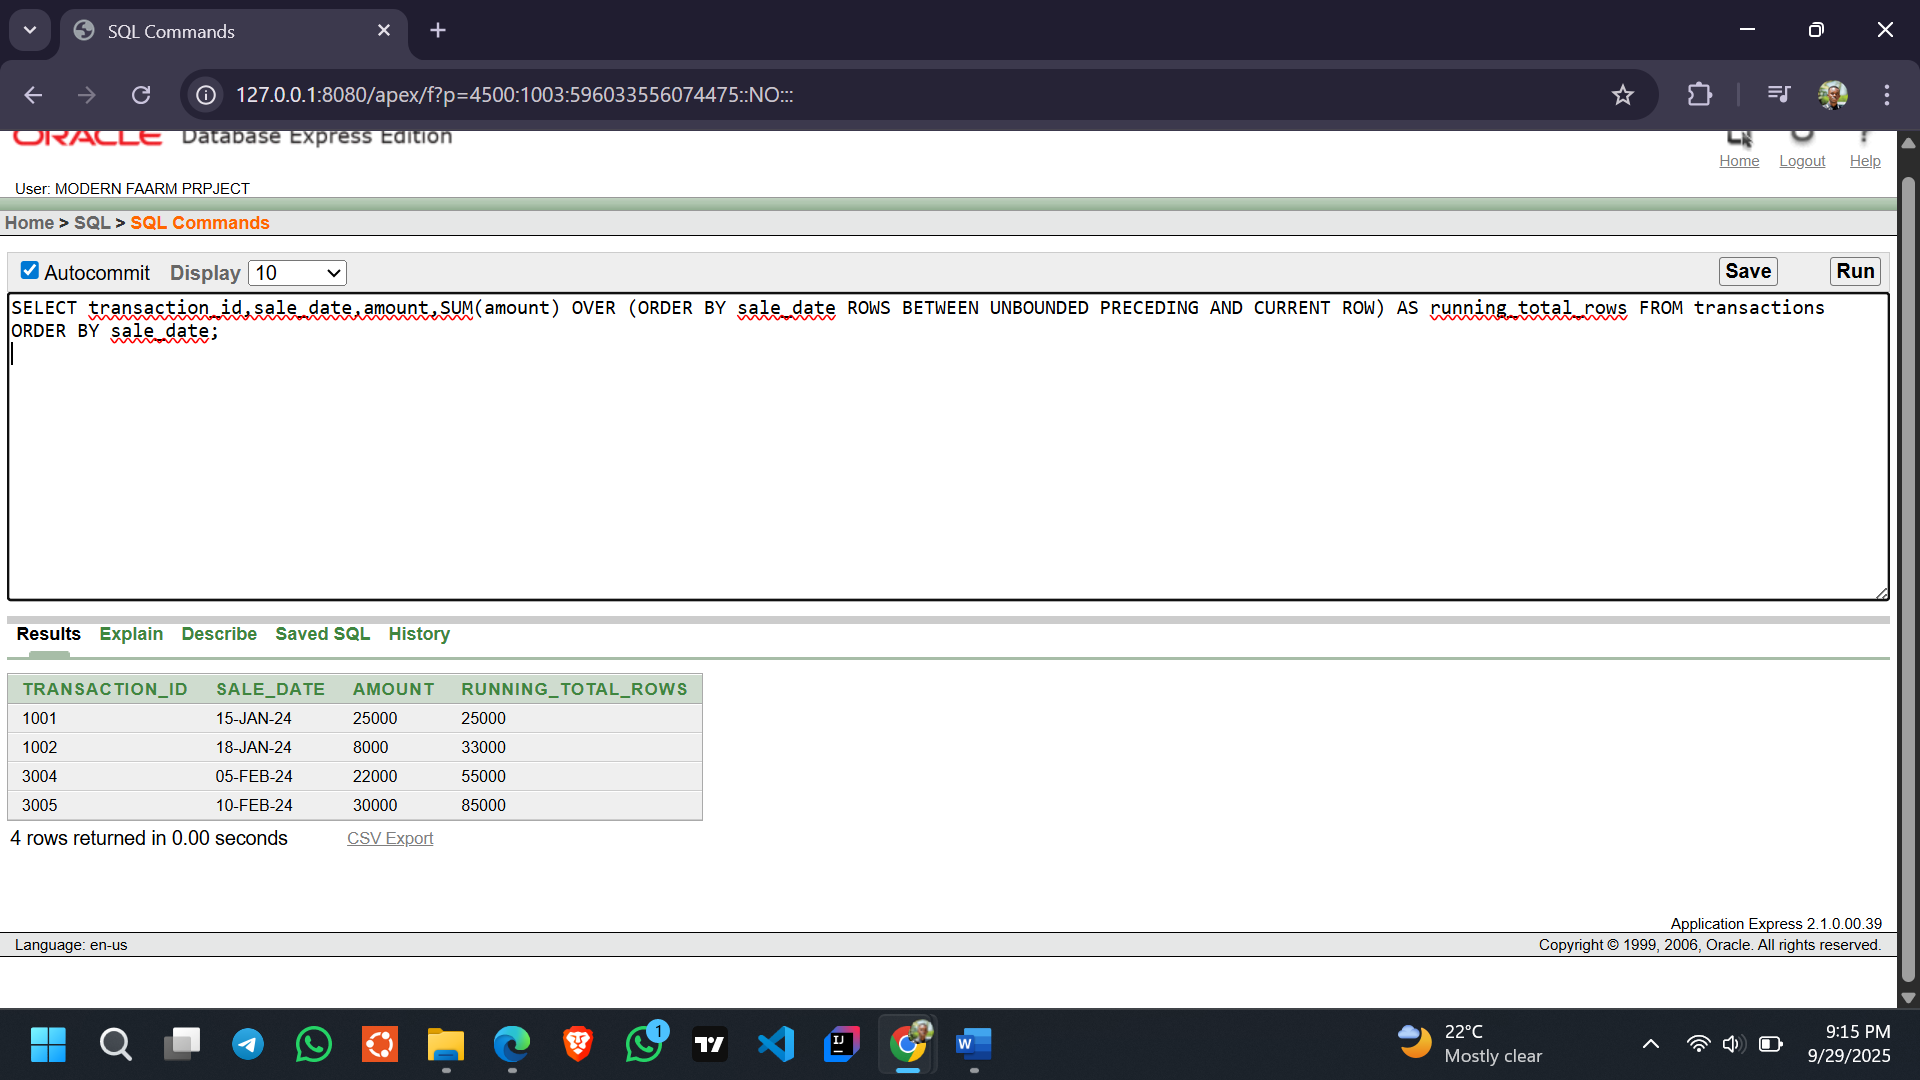 SQL Commands
127.0.0.1:8080/apex/f?p=4500:1003:596033556074475::NO:::
ORACLE Database Express Edition
Home Logout Help
User: MODERN FAARM PRPJECT
Home > SQL > SQL Commands
Autocommit Display 10 Save Run
SELECT transaction_id,sale_date,amount,SUM(amount) OVER (ORDER BY sale_date ROWS BETWEEN UNBOUNDED PRECEDING AND CURRENT ROW) AS running_total_rows FROM transactions
ORDER BY sale_date;
Results Explain Describe Saved SQL History
TRANSACTION_ID SALE_DATE AMOUNT RUNNING_TOTAL_ROWS
1001 15-JAN-24 25000 25000
1002 18-JAN-24 8000 33000
3004 05-FEB-24 22000 55000
3005 10-FEB-24 30000 85000
4 rows returned in 0.00 seconds CSV Export
Application Express 2.1.0.00.39
Language: en-us Copyright © 1999, 2006, Oracle. All rights reserved.
1
IJ
W
22°C
Mostly clear
9:15 PM
9/29/2025